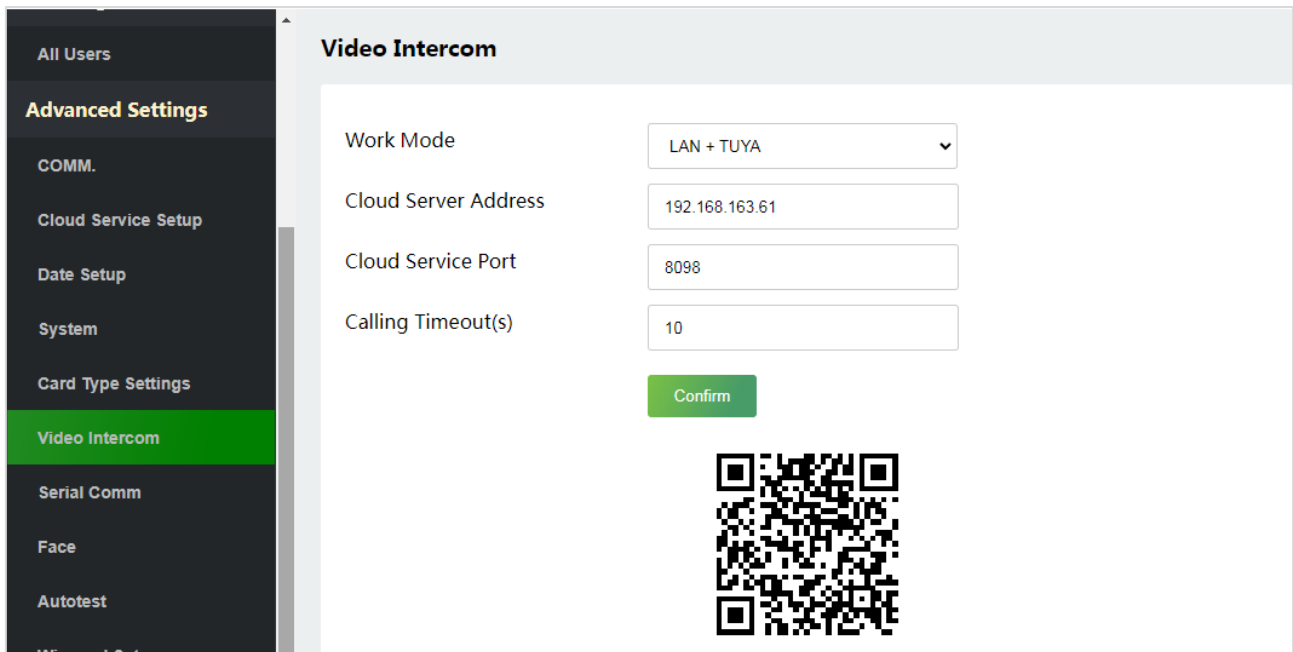 All Users
Advanced Settings
COMM.
Cloud Service Setup
Date Setup
System
Card Type Settings
Video Intercom
Serial Comm
Face
Autotest
Video Intercom
Work Mode
LAN + TUYA
Cloud Server Address
192.168.163.61
Cloud Service Port
8098
Calling Timeout(s)
10
Confirm